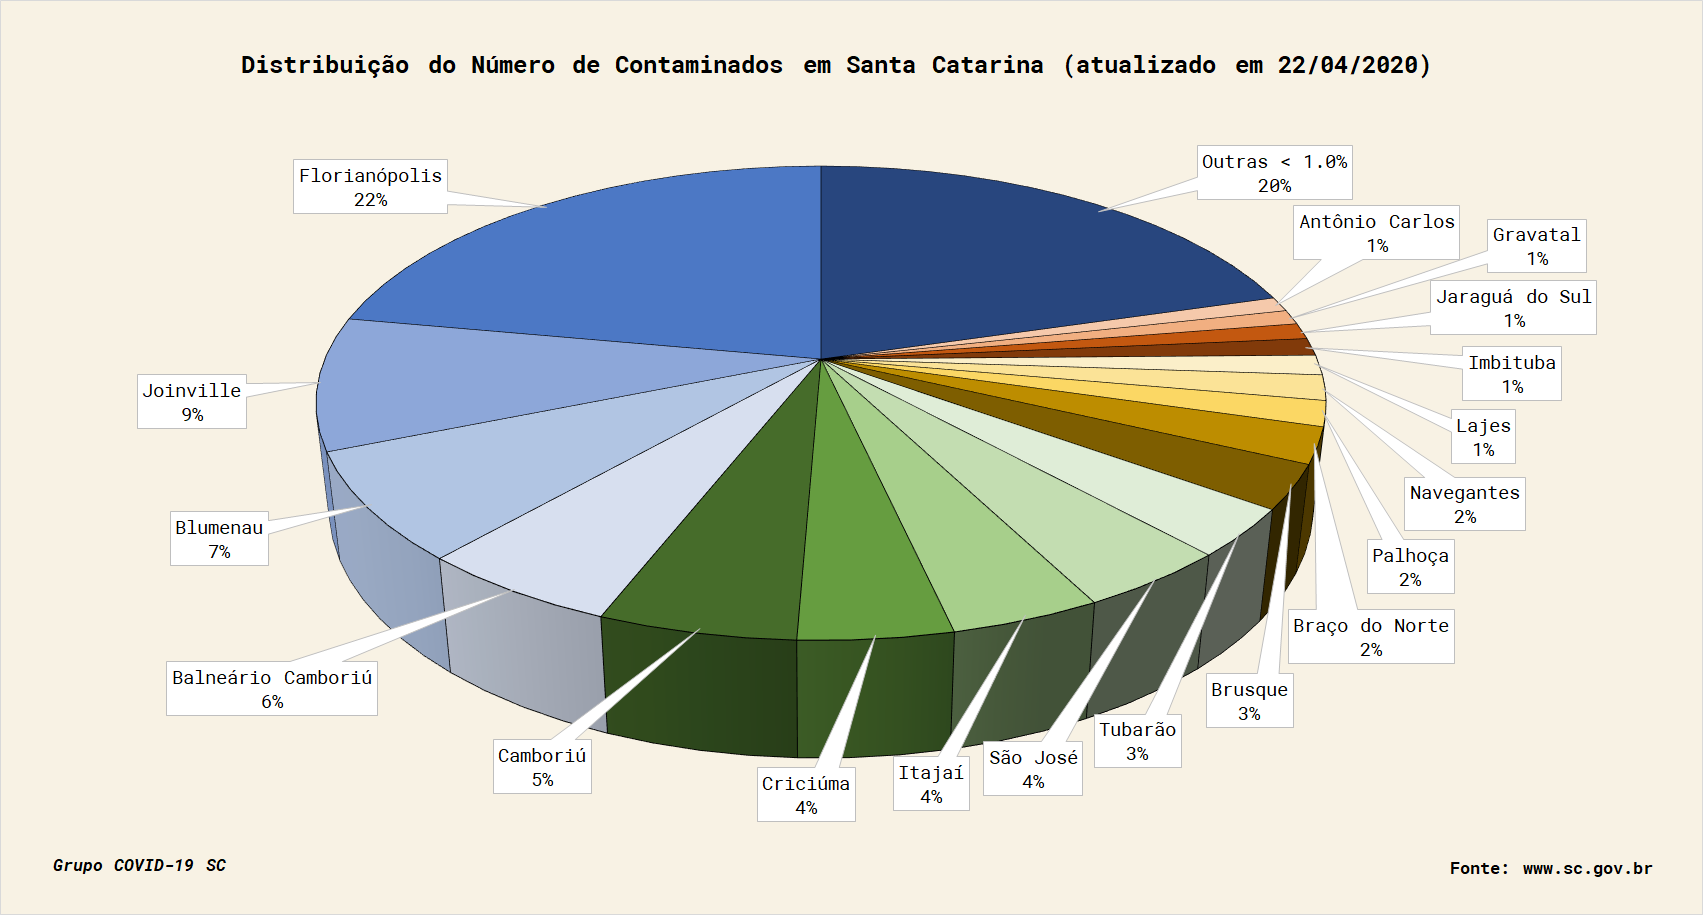 Distribuição do Número de Contaminados em Santa Catarina (atualizado em 22/04/2020)
Outras < 1.0%
20%
Antônio Carlos
1%
Gravatal
1%
Jaraguá do Sul
1%
Imbituba
1%
Lajes
1%
Navegantes
2%
Palhoça
2%
Braço do Norte
2%
Brusque
3%
Tubarão
3%
São José
4%
Itajaí
4%
Criciúma
4%
Camboriú
5%
Balneário Camboriú
6%
Blumenau
7%
Joinville
9%
Florianópolis
22%
Grupo COVID-19 SC
Fonte: www.sc.gov.br